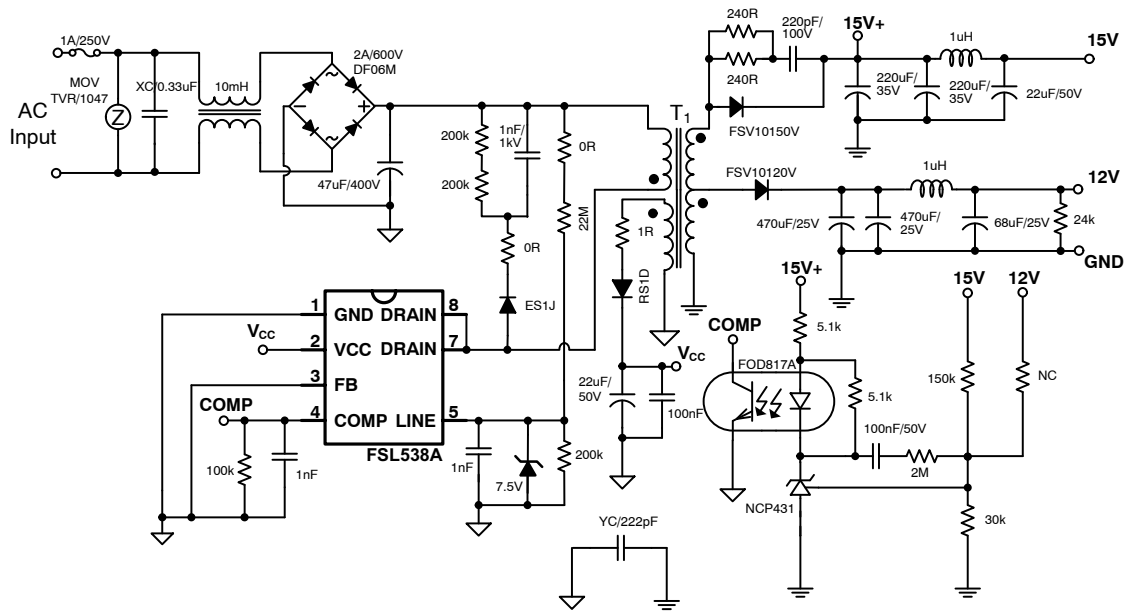 1A/250V
MOV
TVR/1047
AC
Input
Z
XC/0.33uF
10mH
2A/600V
DF06M
~
~
−
+
47uF/400V
200k
200k
1nF/
1kV
0R
0R
22M
ES1J
T1
1R
RS1D
22uF/
50V
VCC
100nF
240R
240R
220pF/
100V
FSV10150V
15V+
220uF/
35V
220uF/
35V
1uH
22uF/50V
15V
FSV10120V
470uF/25V
470uF/
25V
1uH
68uF/25V
12V
24k
GND
VCC
COMP
1 GND DRAIN 8
2 VCC DRAIN 7
3 FB
4 COMP LINE 5
FSL538A
100k
1nF
1nF
7.5V
200k
YC/222pF
COMP
FOD817A
15V+
5.1k
5.1k
100nF/50V
2M
NCP431
15V
12V
150k
NC
30k